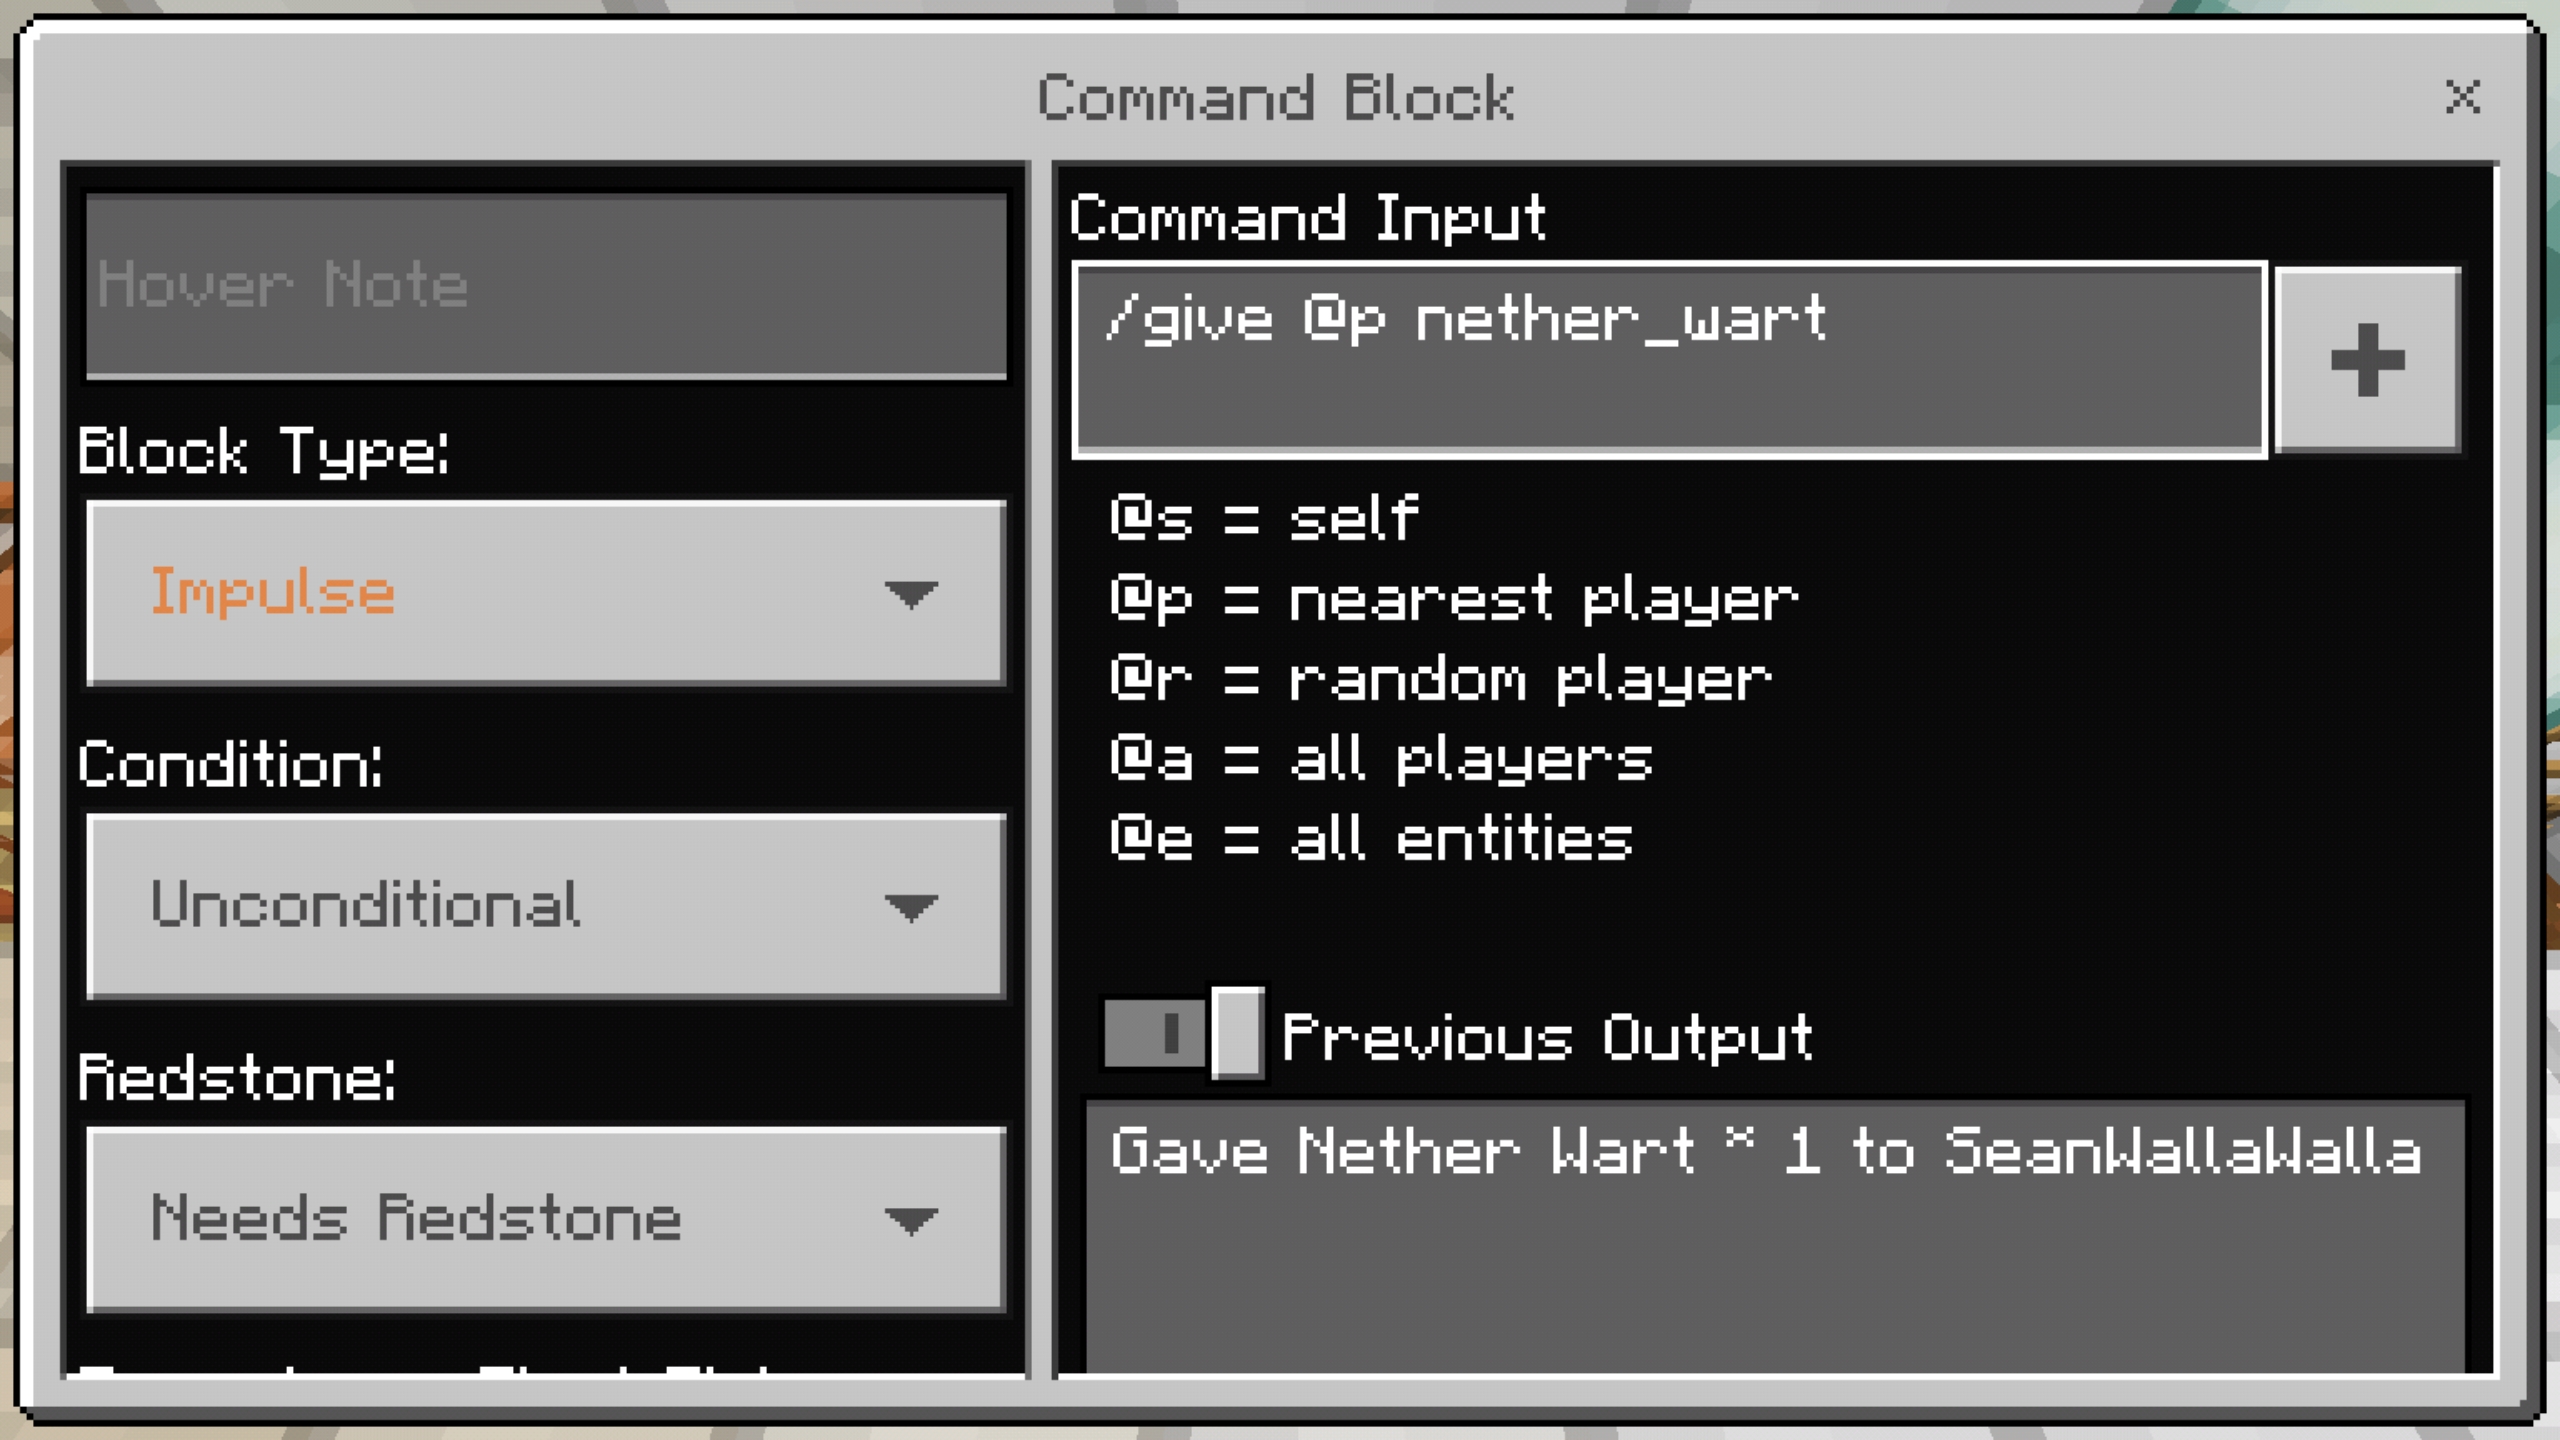 Command Block
Hover Note
Block Type:
Impulse
Condition:
Unconditional
Redstone:
Needs Redstone
Command Input
/give @p nether_wart
@s = self
@p = nearest player
@r = random player
@a = all players
@e = all entities
Previous Output
Gave Nether Wart * 1 to SeanWallaWalla